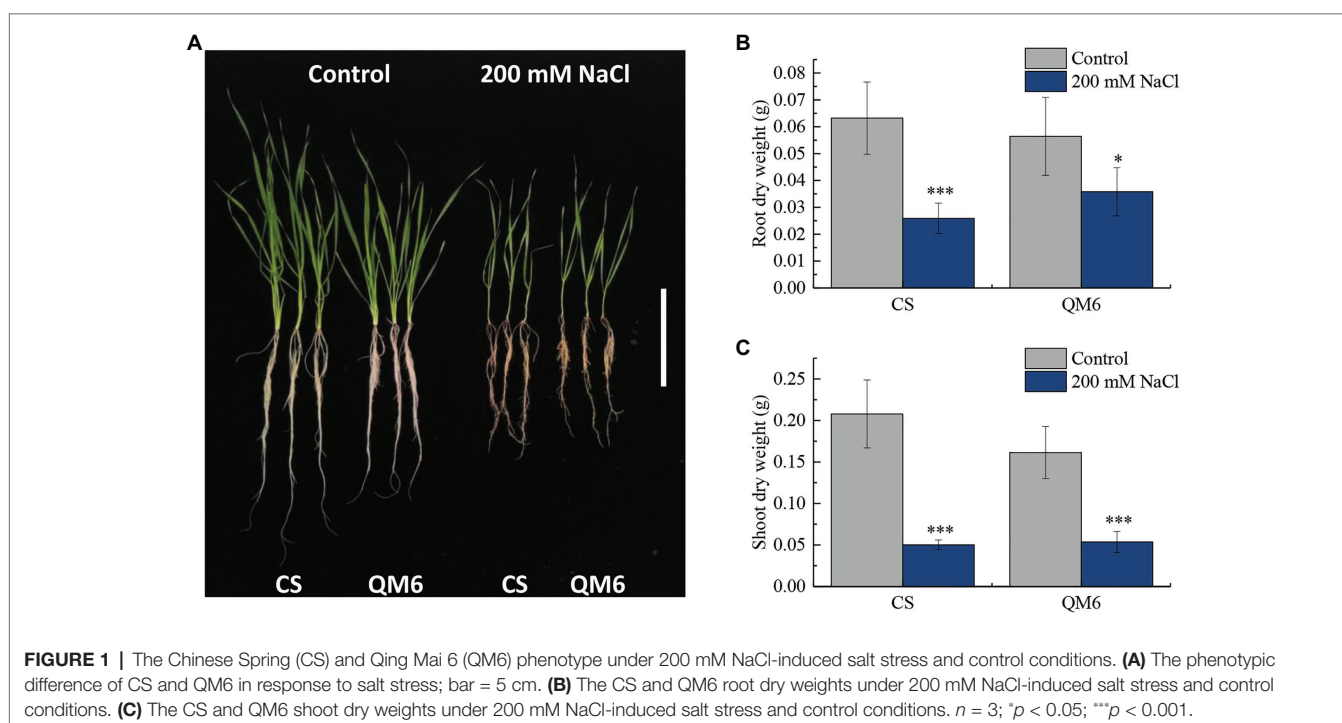 A
Control
200 mM NaCl
CS
QM6
CS
QM6
B
Control
200 mM NaCl
0.08
0.07
0.06
0.05
0.04
0.03
0.02
0.01
0.00
Root dry weight (g)
***
*
CS
QM6
C
Control
200 mM NaCl
0.25
0.20
0.15
0.10
0.05
0.00
Shoot dry weight (g)
***
***
CS
QM6
FIGURE 1 | The Chinese Spring (CS) and Qing Mai 6 (QM6) phenotype under 200 mM NaCl-induced salt stress and control conditions. (A) The phenotypic
difference of CS and QM6 in response to salt stress; bar = 5 cm. (B) The CS and QM6 root dry weights under 200 mM NaCl-induced salt stress and control
conditions. (C) The CS and QM6 shoot dry weights under 200 mM NaCl-induced salt stress and control conditions. n = 3; *p < 0.05; ***p < 0.001.